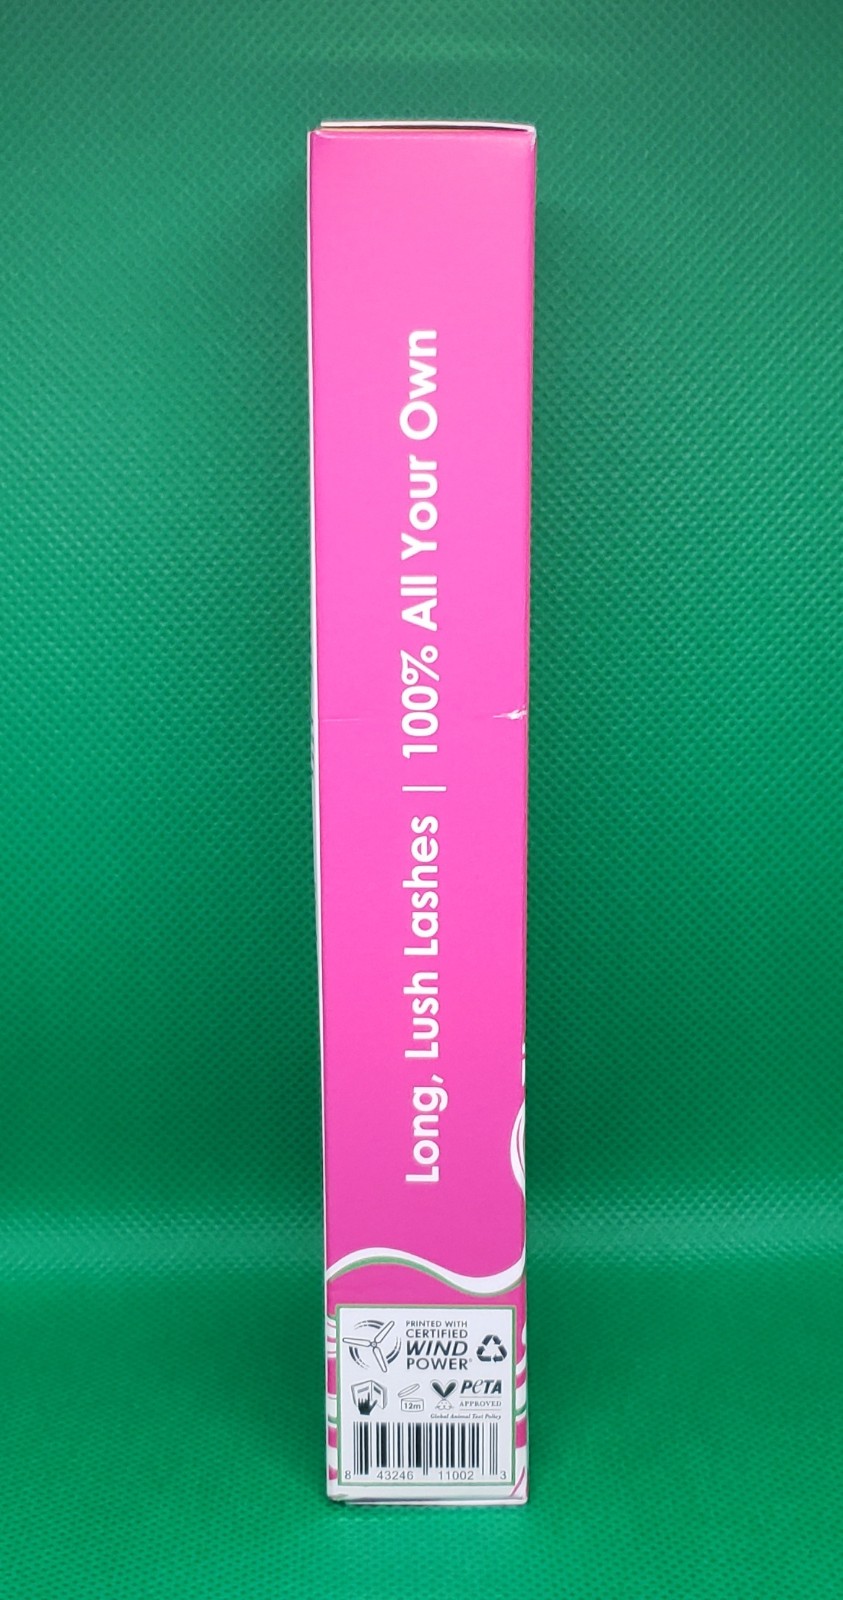 Long, Lush Lashes | 100% All Your Own
PRINTED WITH
CERTIFIED
WIND
POWER®
12m
PeTA
APPROVED
Global Animal Test Policy
8 43246 11002 3